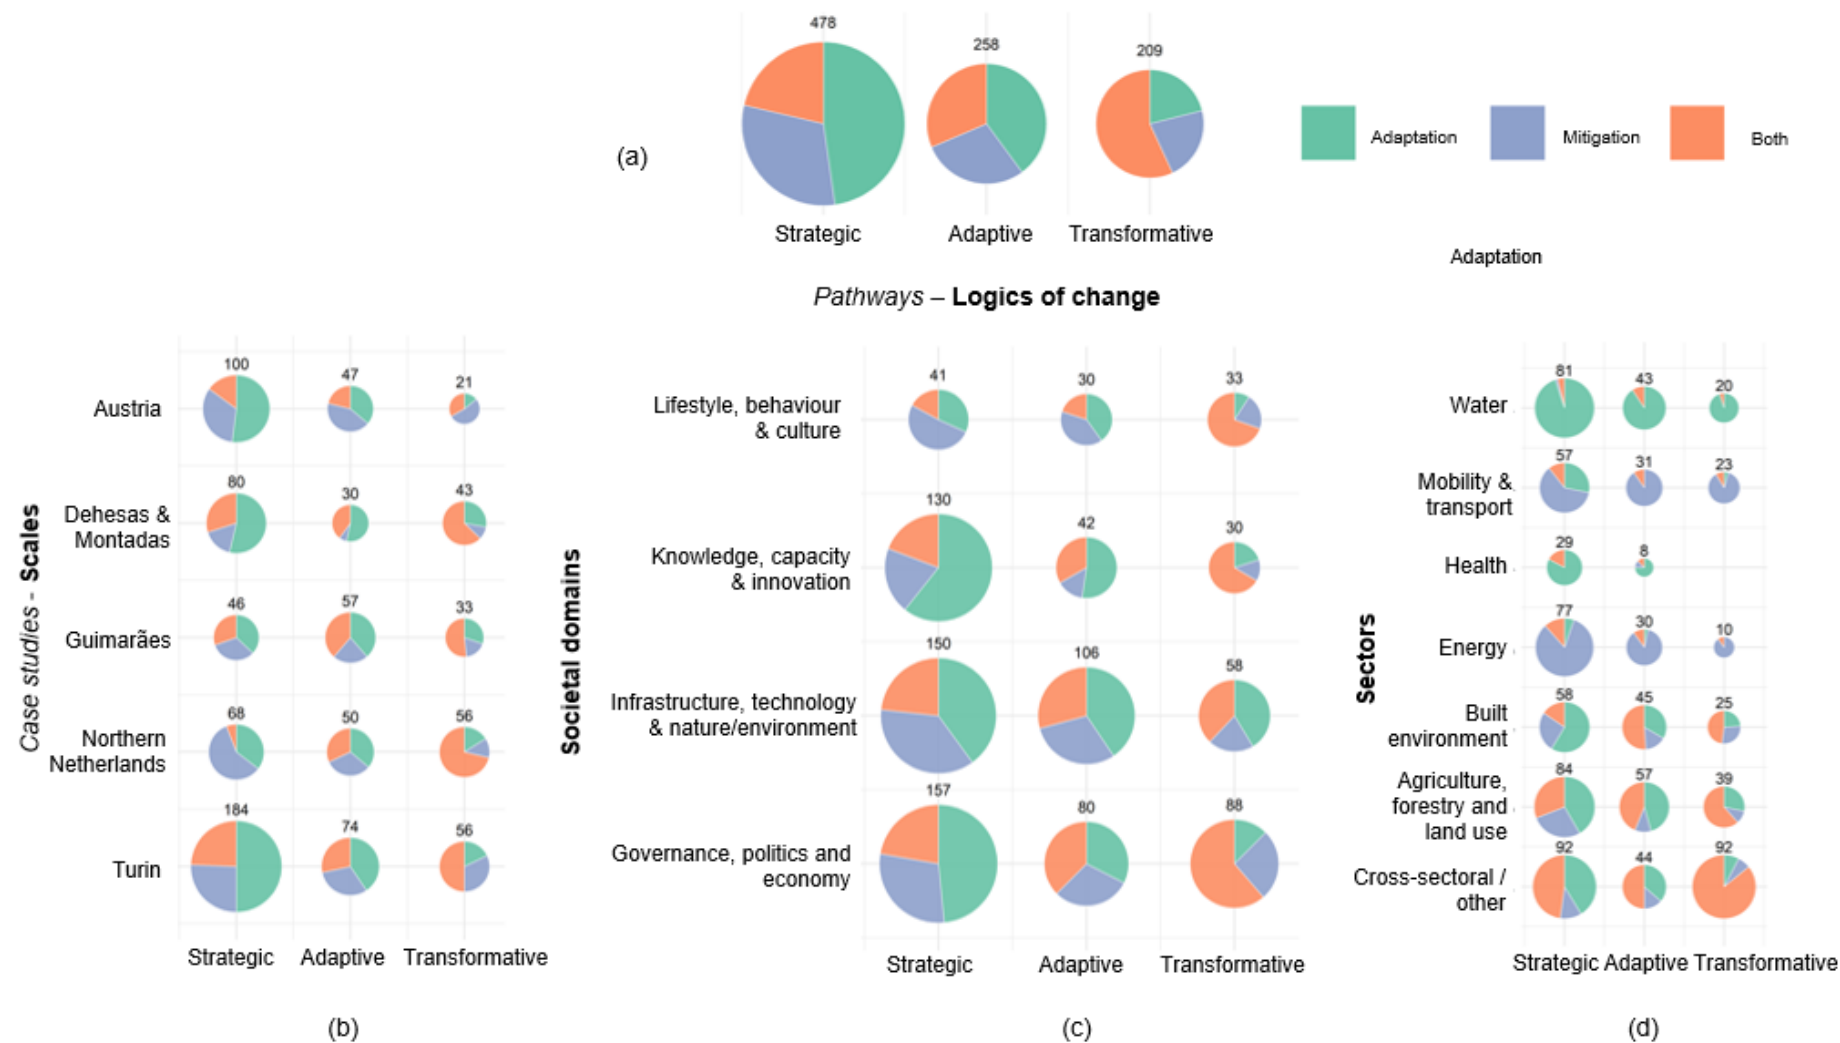 478
258
209
(a)
Strategic
Adaptive
Transformative
Pathways – Logics of change
Adaptation
Mitigation
Both
Adaptation
Case studies - Scales
100
47
21
Austria
80
30
43
Dehesas &
Montadas
46
57
33
Guimarães
68
50
56
Northern
Netherlands
184
74
56
Turin
Strategic
Adaptive
Transformative
(b)
Societal domains
41
30
33
Lifestyle, behaviour
& culture
130
42
30
Knowledge, capacity
& innovation
150
106
58
Infrastructure, technology
& nature/environment
157
80
88
Governance, politics and
economy
Strategic
Adaptive
Transformative
(c)
Sectors
81
43
20
Water
57
31
23
Mobility &
transport
29
8
Health
77
30
10
Energy
58
45
25
Built
environment
84
57
39
Agriculture,
forestry and
land use
92
44
92
Cross-sectoral /
other
Strategic
Adaptive
Transformative
(d)